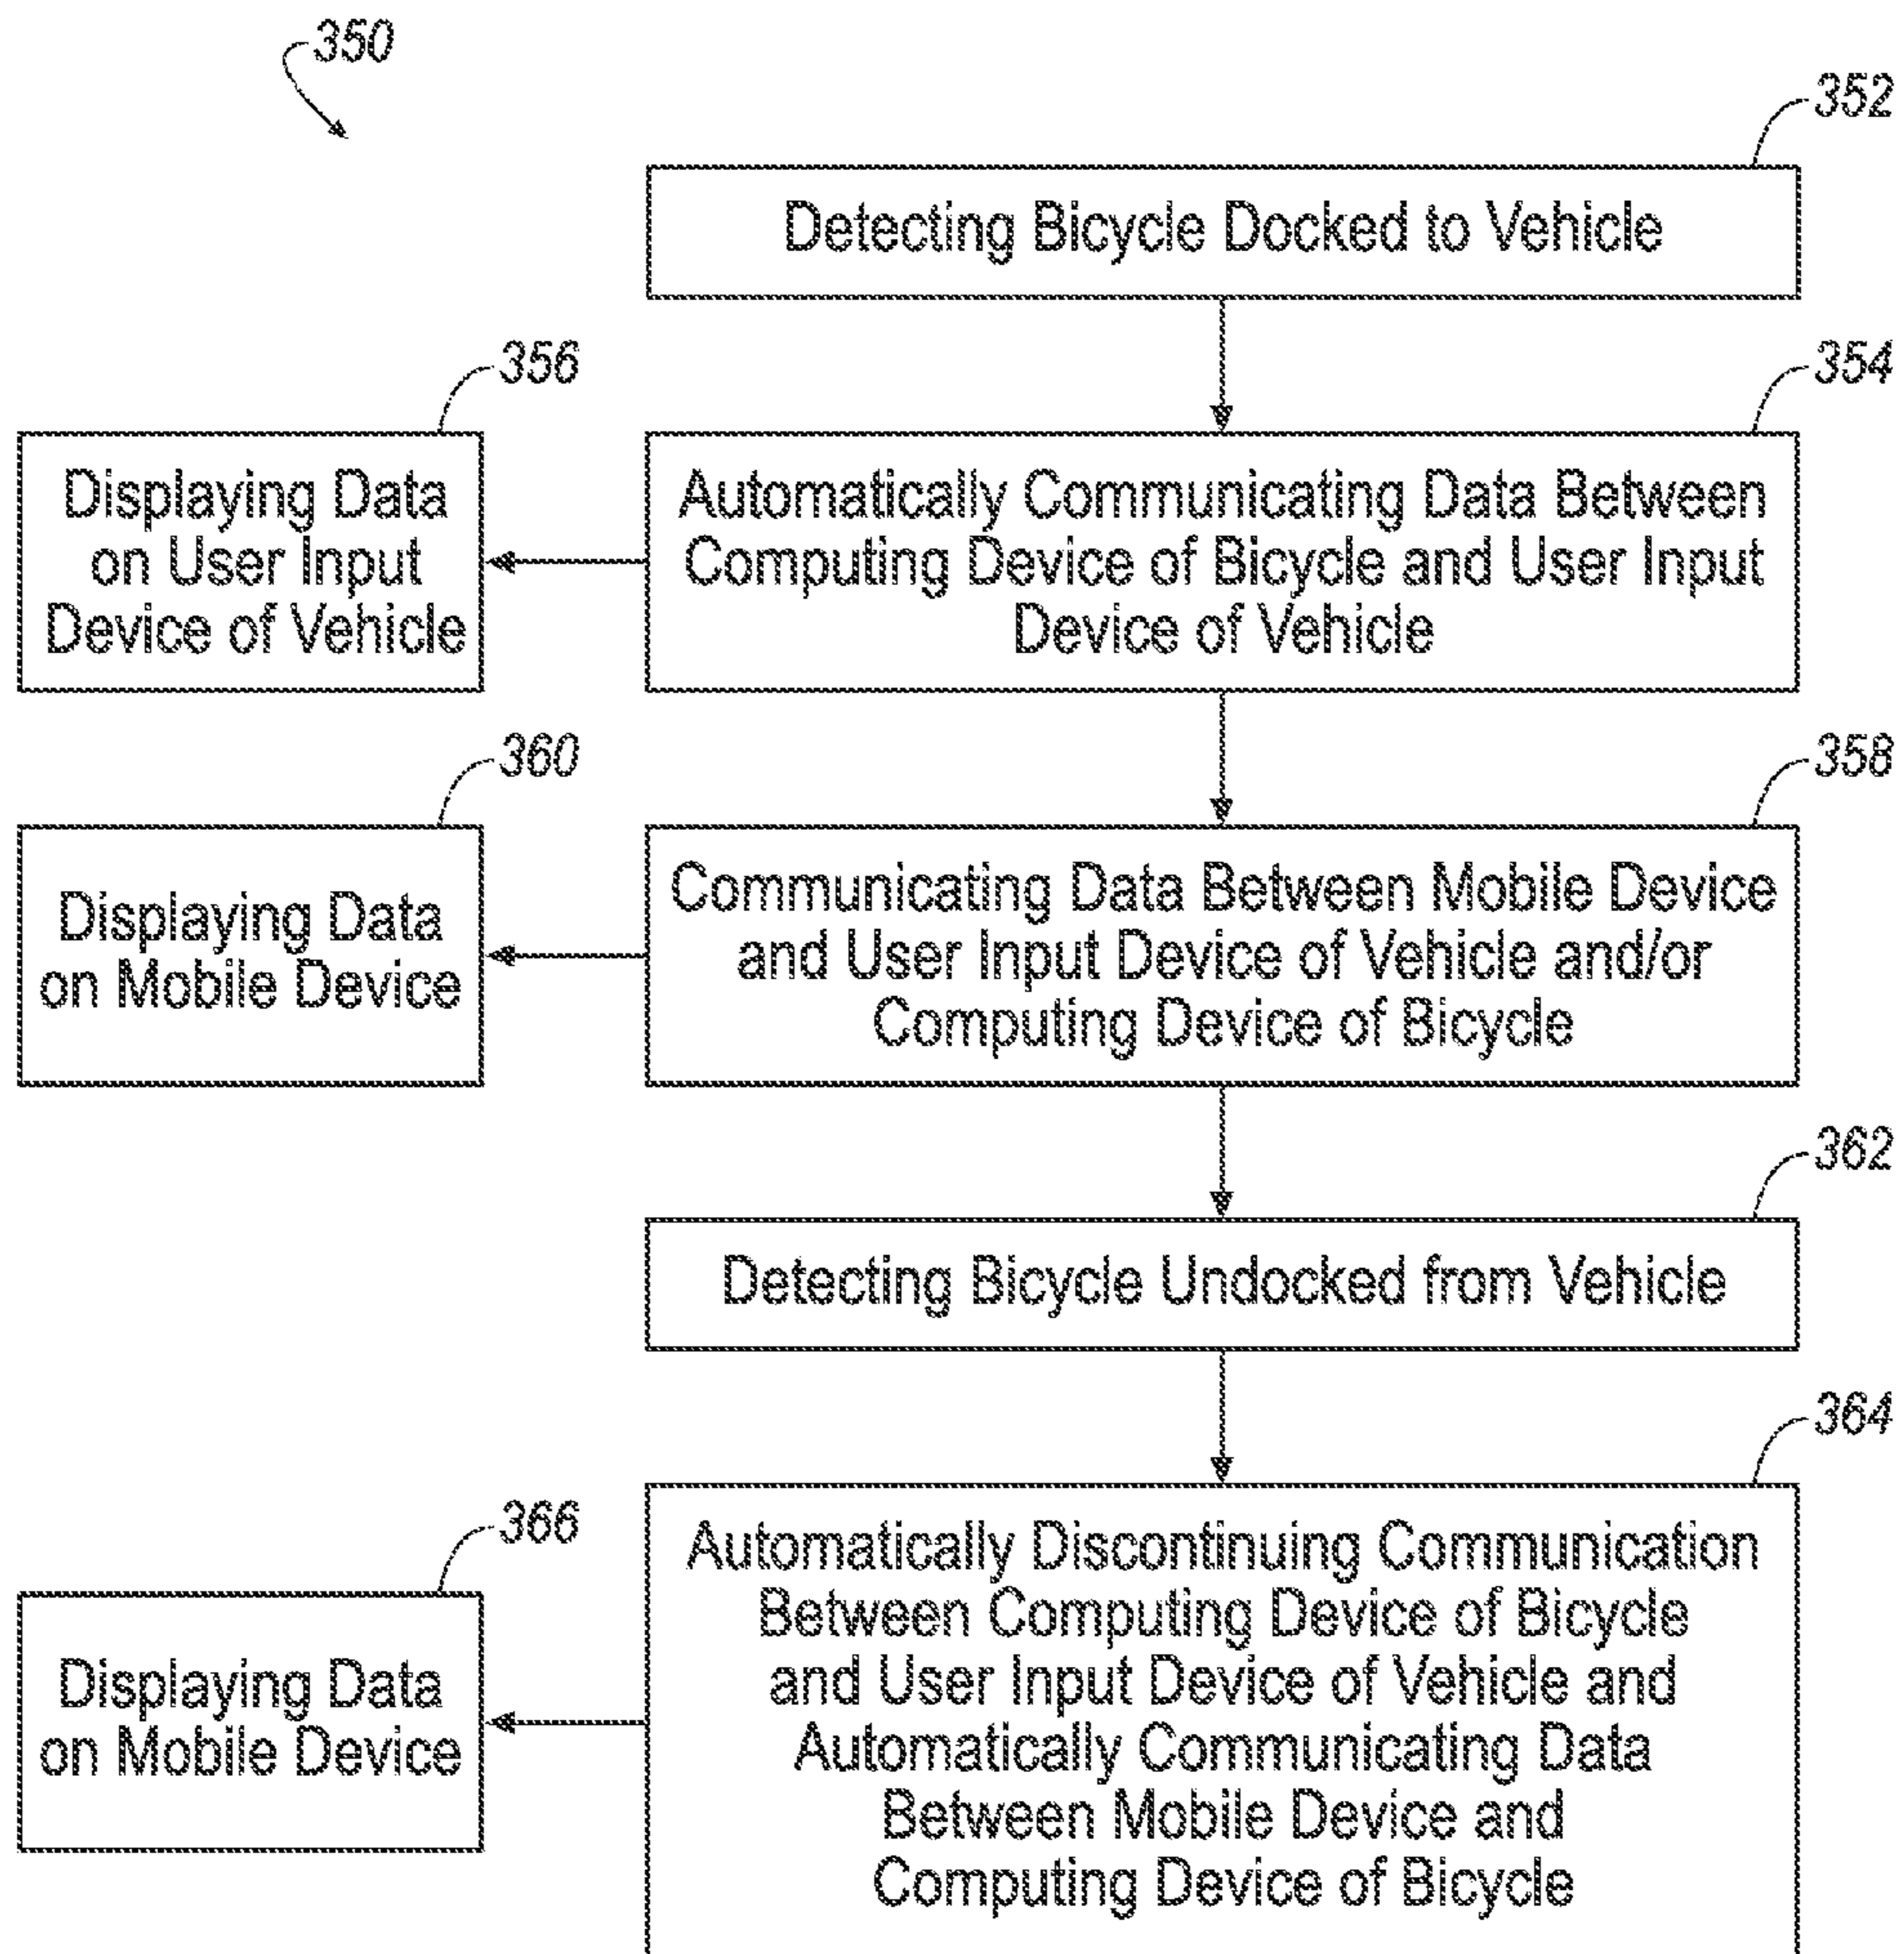 350
352
Detecting Bicycle Docked to Vehicle
356
354
Displaying Data
on User Input
Device of Vehicle
Automatically Communicating Data Between
Computing Device of Bicycle and User Input
Device of Vehicle
360
358
Displaying Data
on Mobile Device
Communicating Data Between Mobile Device
and User Input Device of Vehicle and/or
Computing Device of Bicycle
362
Detecting Bicycle Undocked from Vehicle
364
366
Displaying Data
on Mobile Device
Automatically Discontinuing Communication
Between Computing Device of Bicycle
and User Input Device of Vehicle and
Automatically Communicating Data
Between Mobile Device and
Computing Device of Bicycle